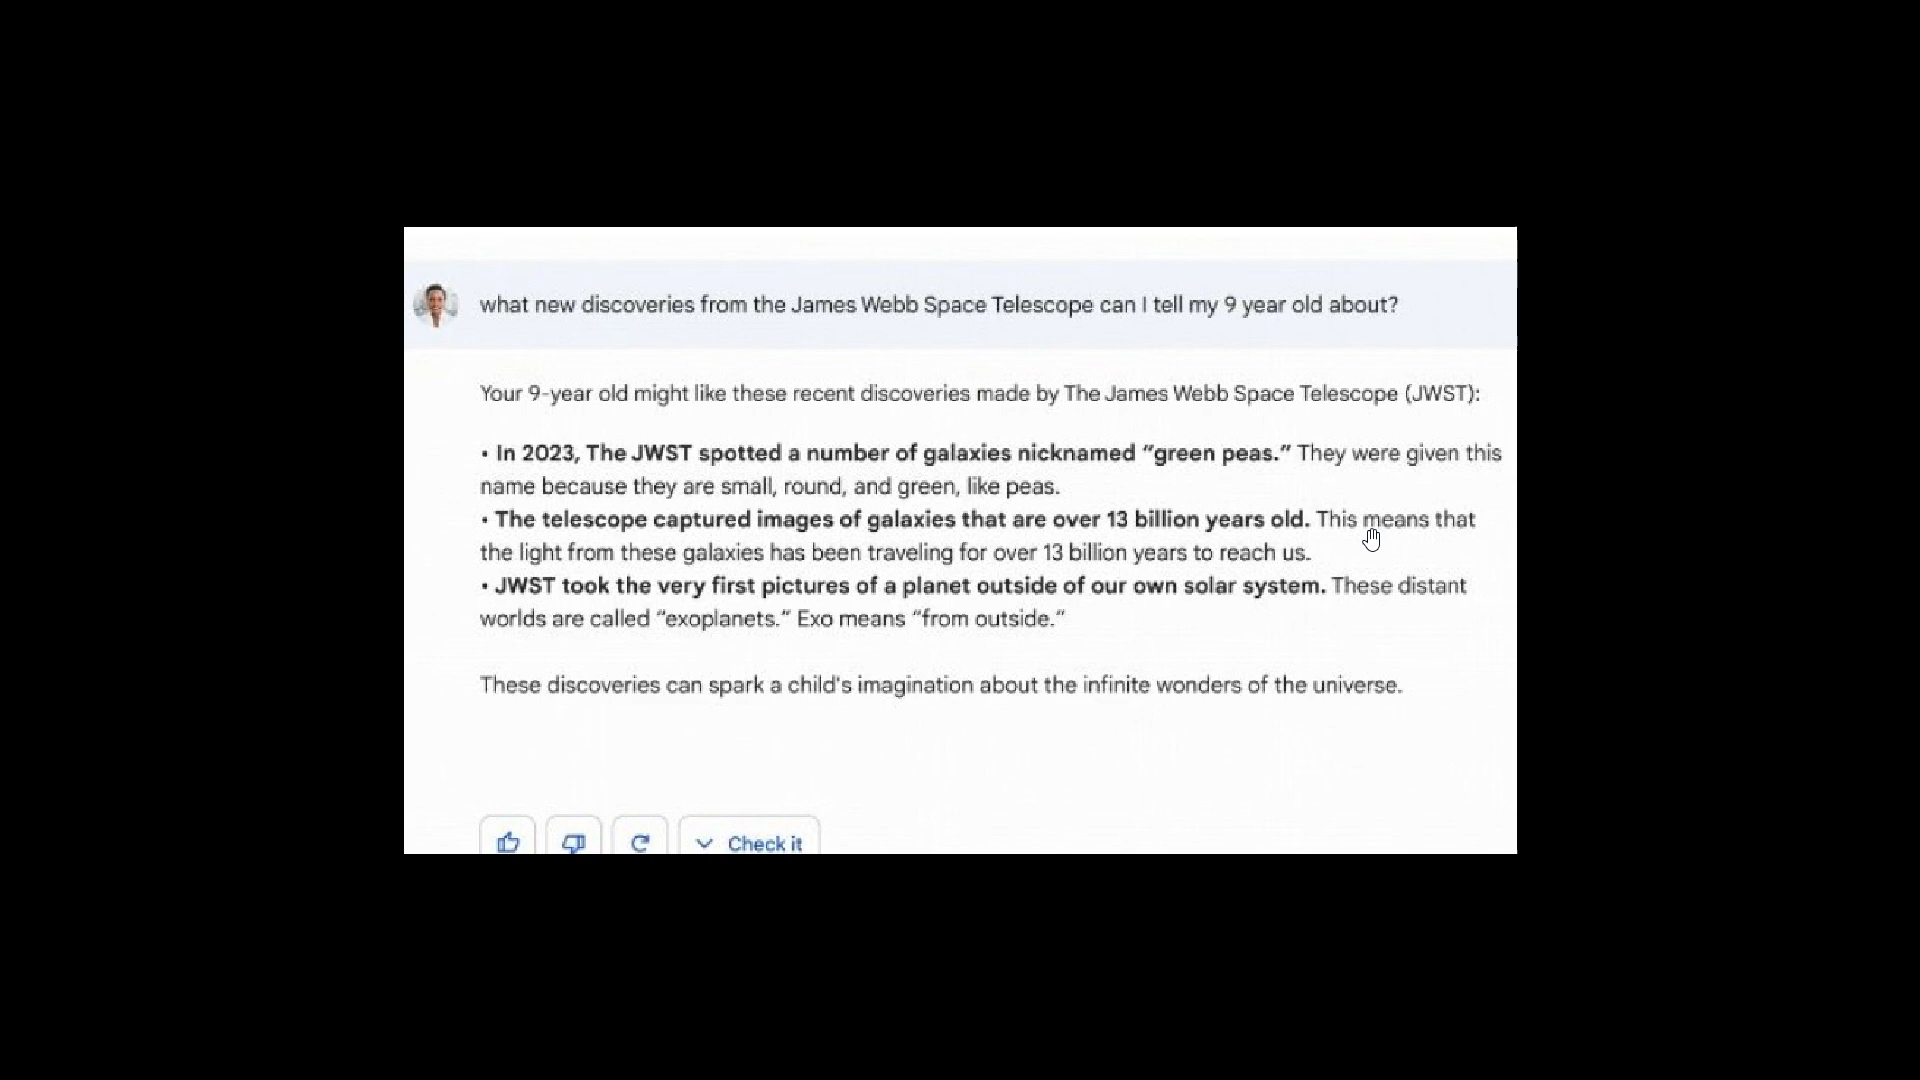 what new discoveries from the James Webb Space Telescope can I tell my 9 year old about?
Your 9-year old might like these recent discoveries made by The James Webb Space Telescope (JWST):
• In 2023, The JWST spotted a number of galaxies nicknamed “green peas.” They were given this
name because they are small, round, and green, like peas.
• The telescope captured images of galaxies that are over 13 billion years old. This means that
the light from these galaxies has been traveling for over 13 billion years to reach us.
• JWST took the very first pictures of a planet outside of our own solar system. These distant
worlds are called “exoplanets.” Exo means “from outside.”
These discoveries can spark a child's imagination about the infinite wonders of the universe.
Check it